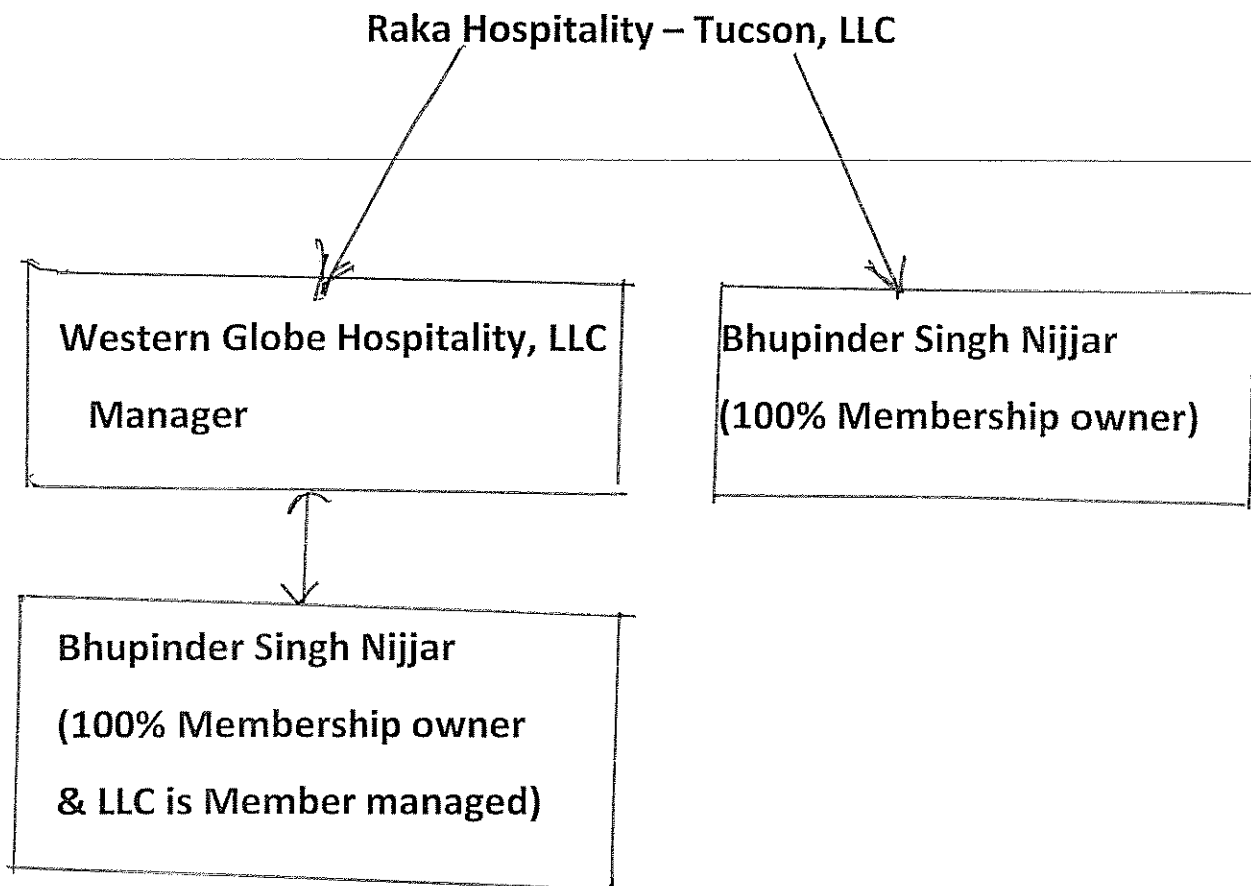 Raka Hospitality – Tucson, LLC
Western Globe Hospitality, LLC
Manager
Bhupinder Singh Nijjar
(100% Membership owner)
Bhupinder Singh Nijjar
(100% Membership owner
& LLC is Member managed)